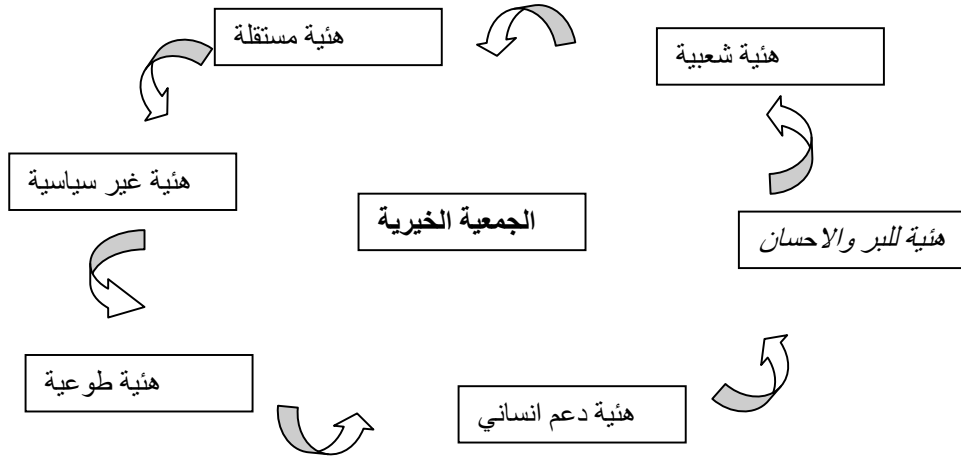 هئية مستقلة
هئية شعبية
هئية غير سياسية
الجمعية الخيرية
هئية للبر والاحسان
هئية طوعية
هئية دعم انساني